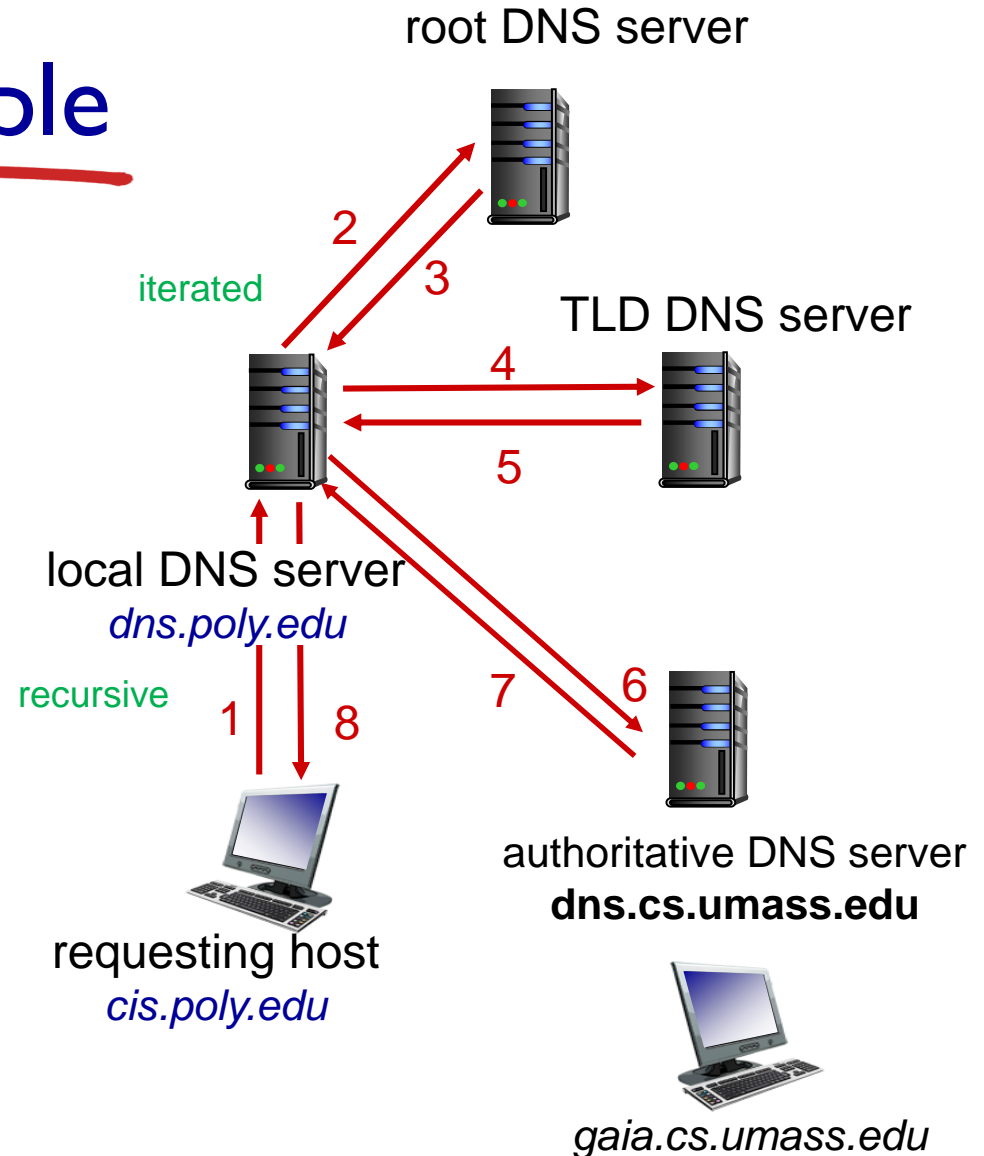 root DNS server
ole
2
iterated
3
TLD DNS server
4
5
local DNS server
dns.poly.edu
recursive
1
8
7
6
authoritative DNS server
dns.cs.umass.edu
requesting host
cis.poly.edu
gaia.cs.umass.edu